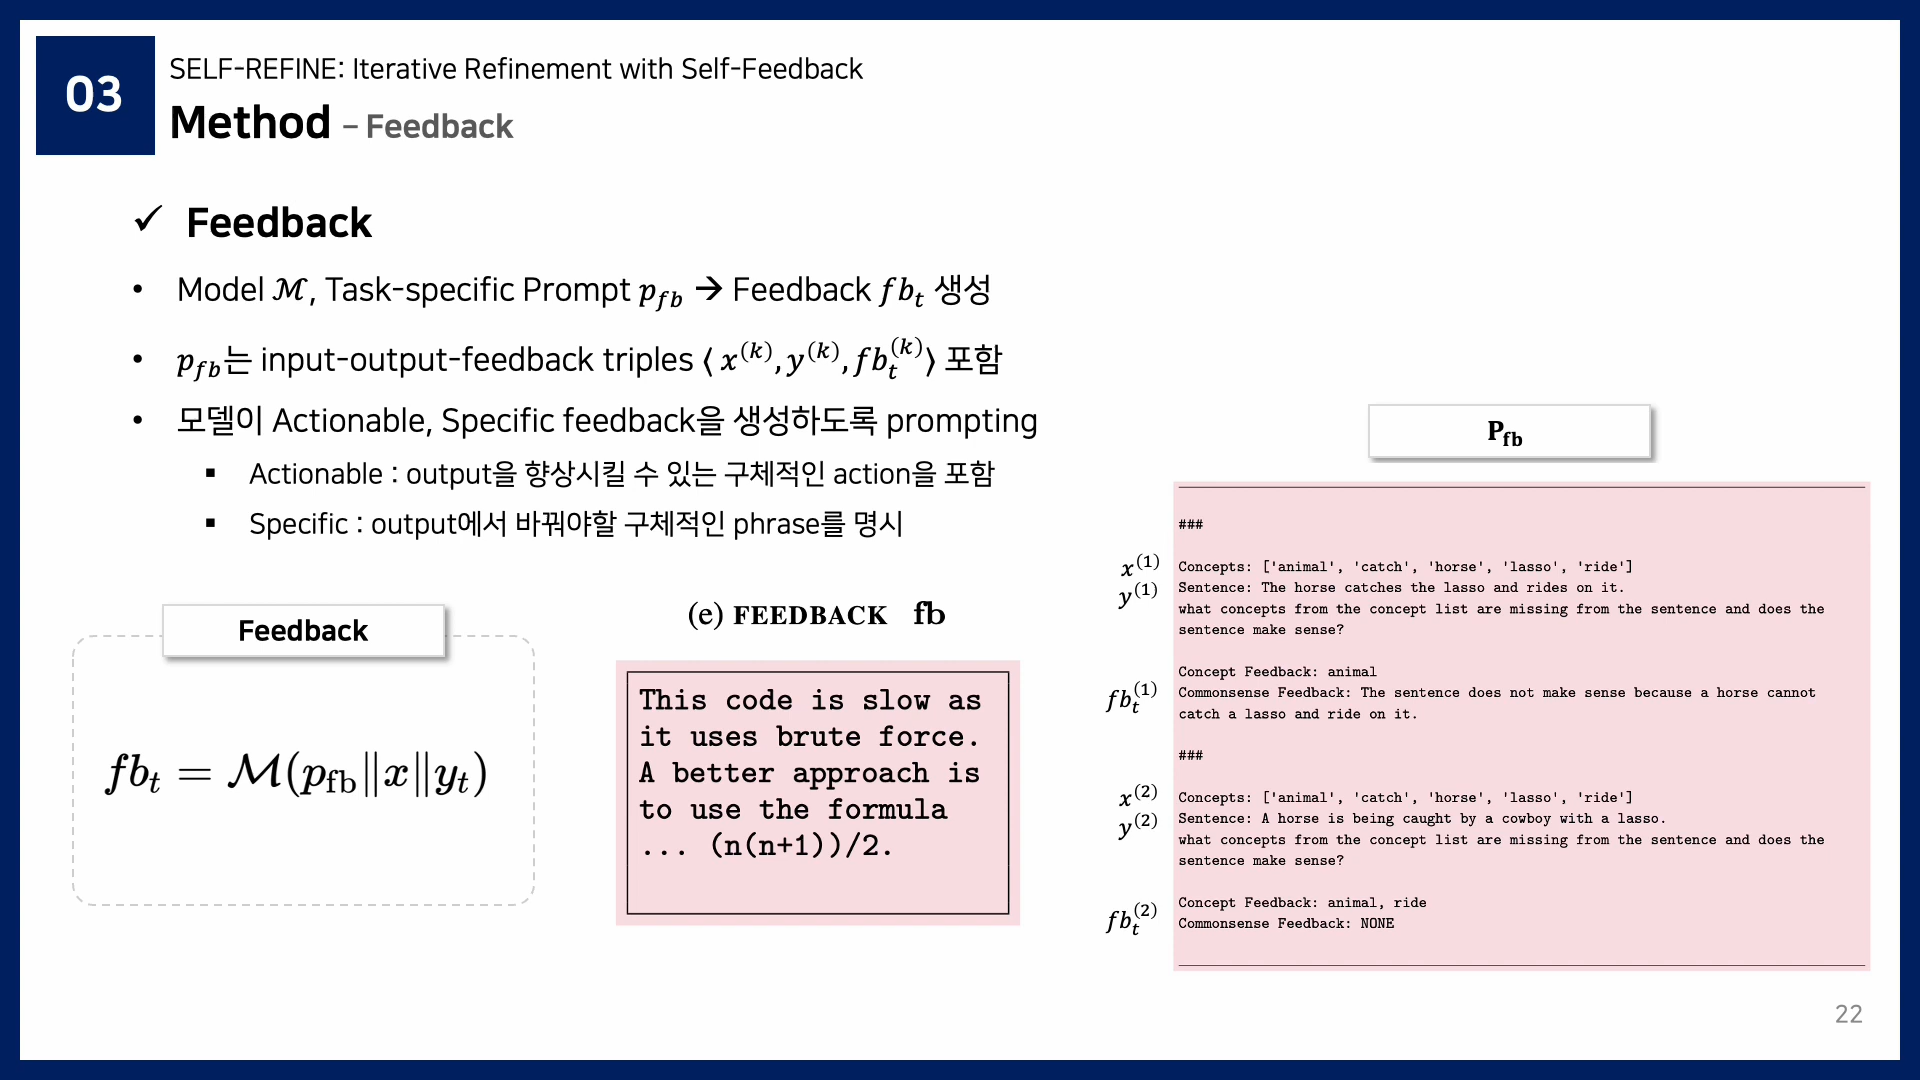 03
SELF-REFINE: Iterative Refinement with Self-Feedback
Method – Feedback
✓ Feedback
• Model ℳ, Task-specific Prompt 𝑝_{𝑓𝑏} → Feedback 𝑓𝑏_𝑡 생성
• 𝑝_{𝑓𝑏}는 input-output-feedback triples ⟨ 𝑥^{(𝑘)}, 𝑦^{(𝑘)}, 𝑓𝑏_𝑡^{(𝑘)}⟩ 포함
• 모델이 Actionable, Specific feedback을 생성하도록 prompting
▪ Actionable : output을 향상시킬 수 있는 구체적인 action을 포함
▪ Specific : output에서 바꿔야할 구체적인 phrase를 명시
Feedback
fb_t = ℳ(p_{fb}||x||y_t)
(e) FEEDBACK fb
This code is slow as
it uses brute force.
A better approach is
to use the formula
... (n(n+1))/2.
P_{fb}
###
x^{(1)} Concepts: ['animal', 'catch', 'horse', 'lasso', 'ride']
y^{(1)} Sentence: The horse catches the lasso and rides on it.
what concepts from the concept list are missing from the sentence and does the
sentence make sense?
Concept Feedback: animal
fb_t^{(1)} Commonsense Feedback: The sentence does not make sense because a horse cannot
catch a lasso and ride on it.
###
x^{(2)} Concepts: ['animal', 'catch', 'horse', 'lasso', 'ride']
y^{(2)} Sentence: A horse is being caught by a cowboy with a lasso.
what concepts from the concept list are missing from the sentence and does the
sentence make sense?
Concept Feedback: animal, ride
fb_t^{(2)} Commonsense Feedback: NONE
22